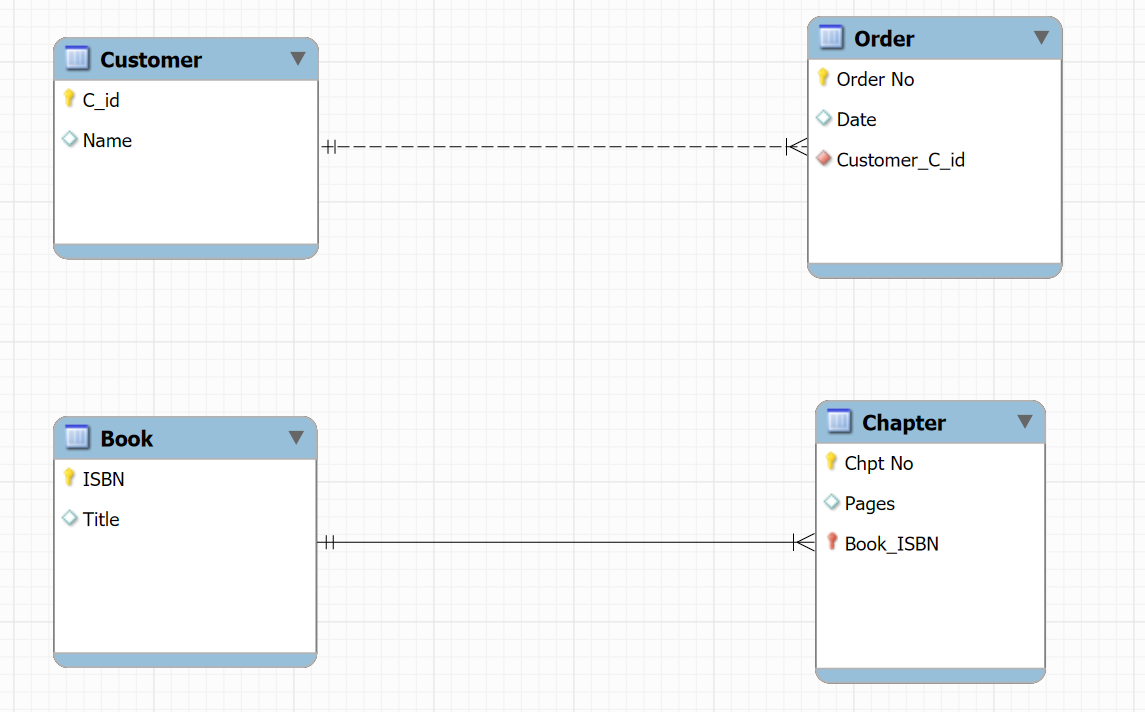 Customer
C_id
Name
Order
Order No
Date
Customer_C_id
Book
ISBN
Title
Chapter
Chpt No
Pages
Book_ISBN